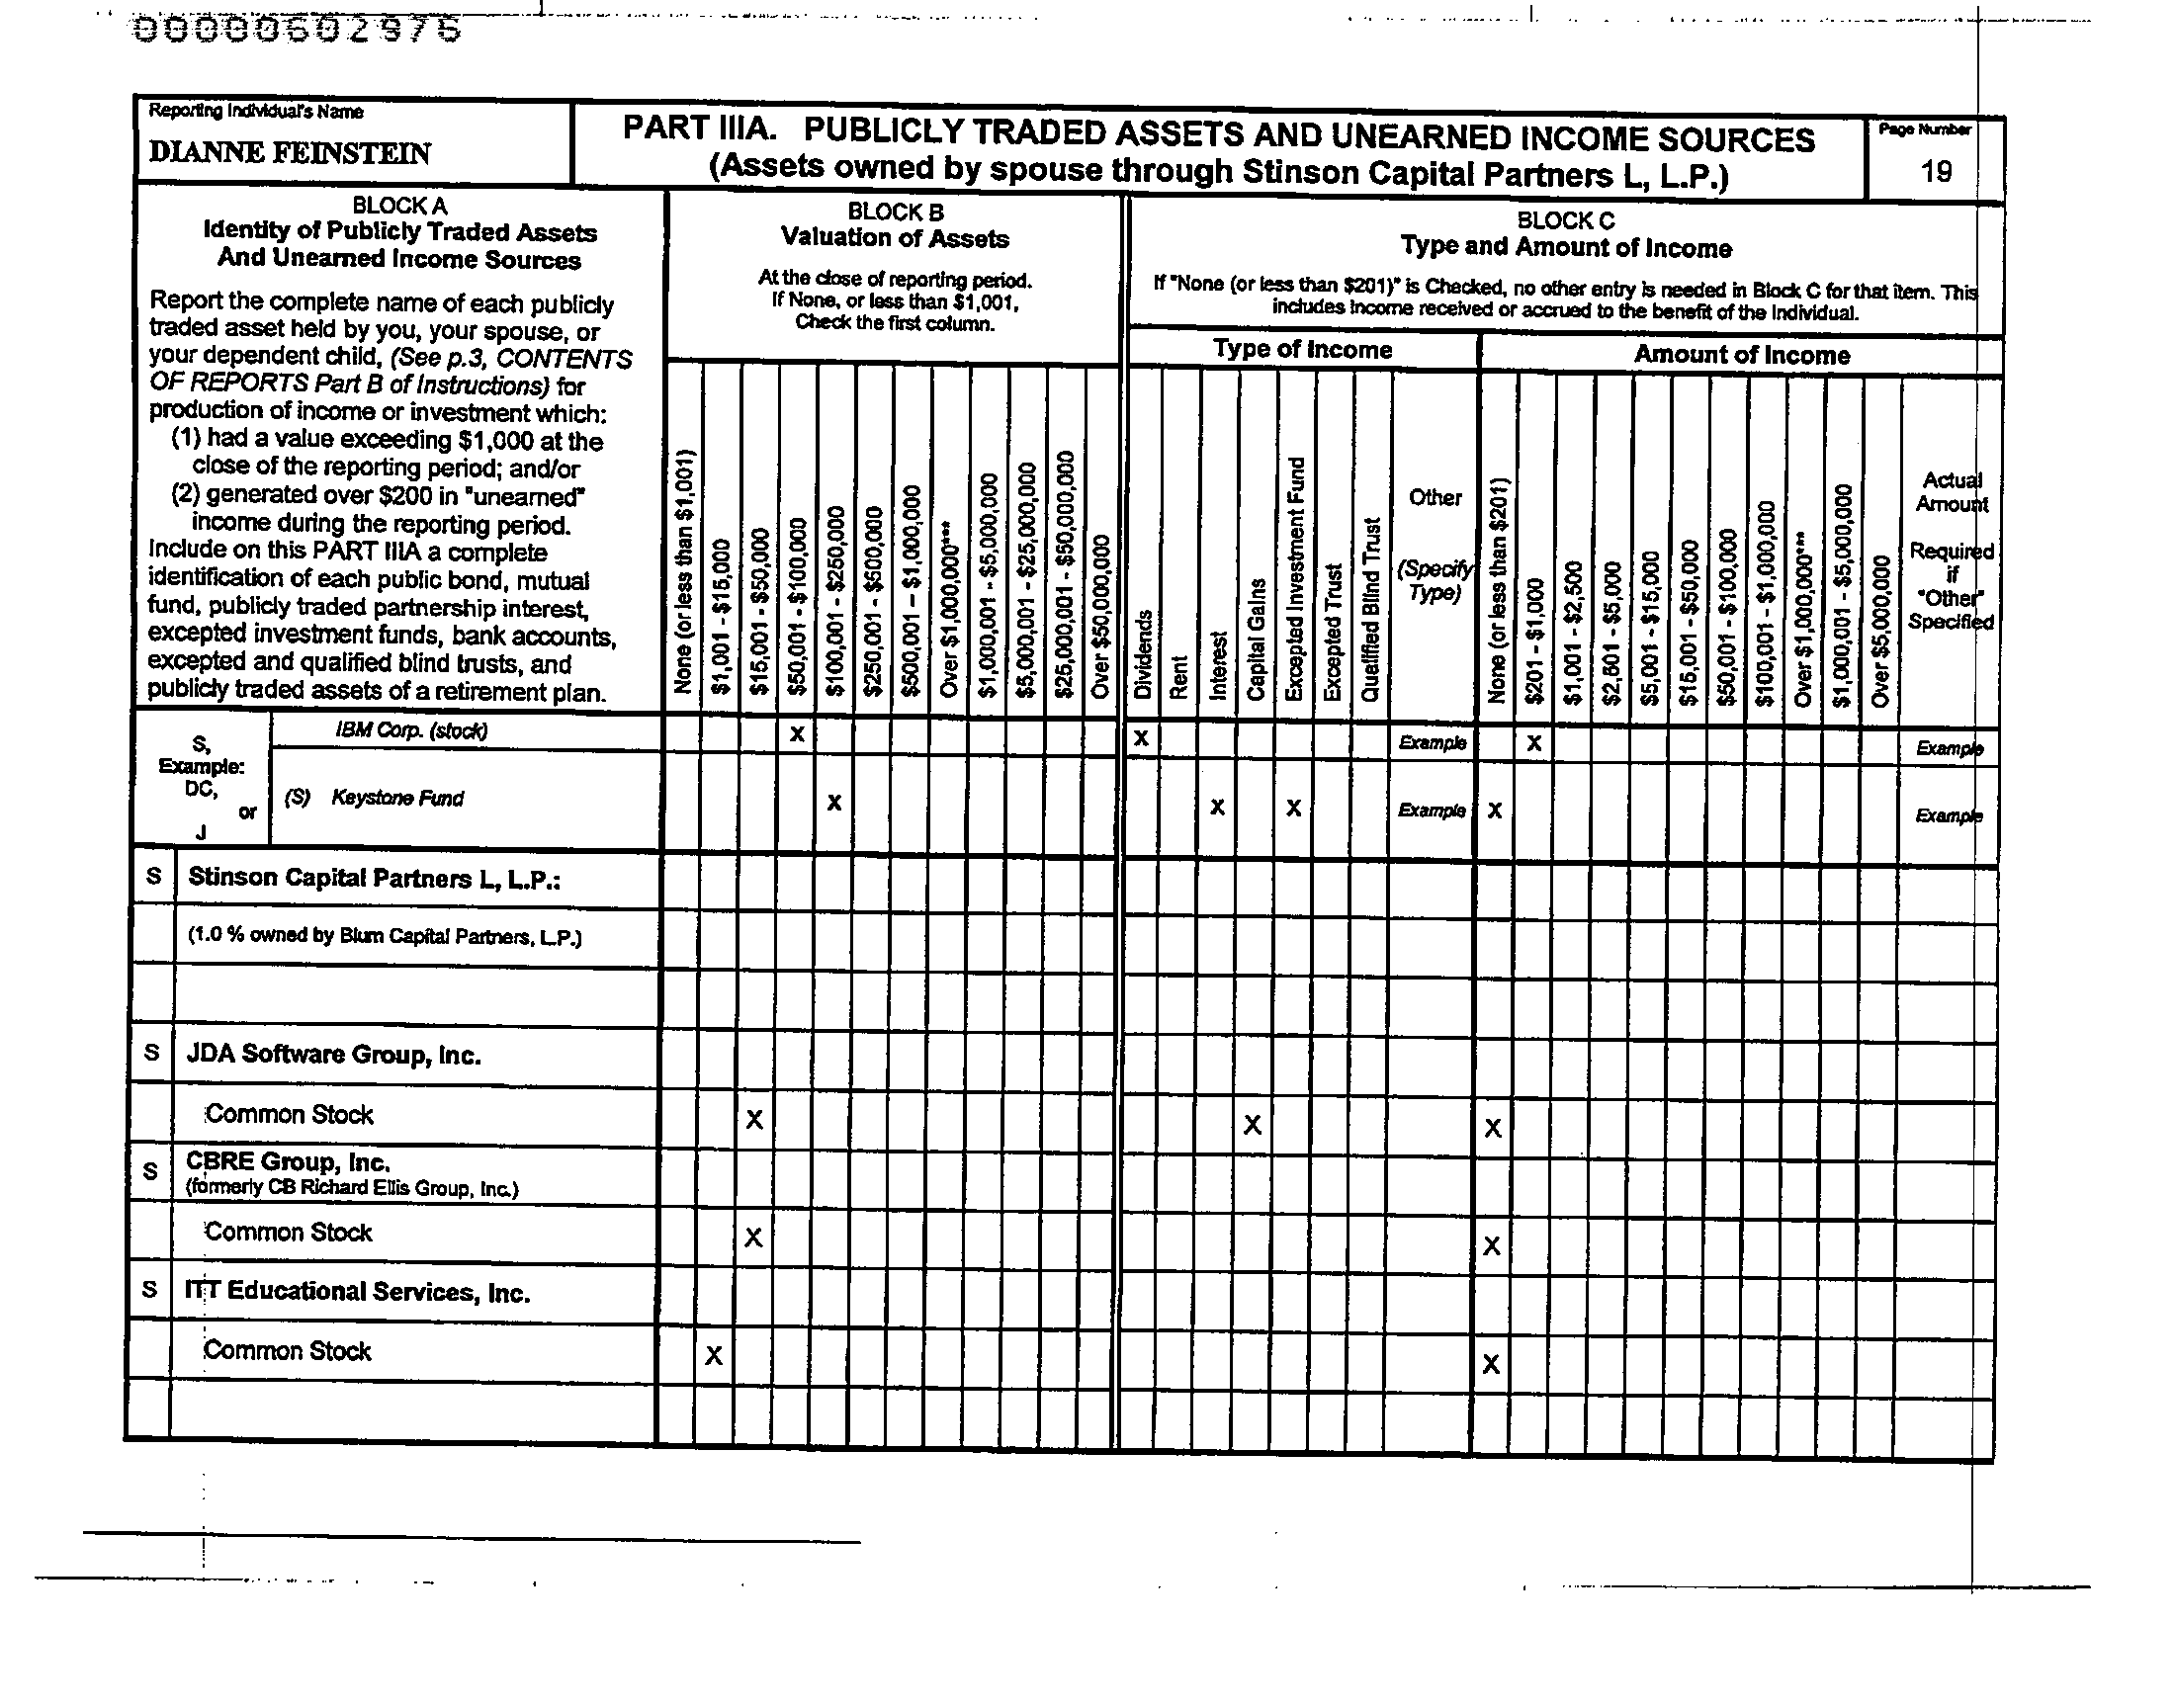 00000602976
Reporting Individual's Name
DIANNE FEINSTEIN
PART IIIA. PUBLICLY TRADED ASSETS AND UNEARNED INCOME SOURCES
(Assets owned by spouse through Stinson Capital Partners L, L.P.)
Page Number
19
BLOCK A
Identity of Publicly Traded Assets
And Unearned Income Sources
Report the complete name of each publicly
traded asset held by you, your spouse, or
your dependent child, (See p.3, CONTENTS
OF REPORTS Part B of Instructions) for
production of income or investment which:
(1) had a value exceeding $1,000 at the
close of the reporting period; and/or
(2) generated over $200 in "unearned"
income during the reporting period.
Include on this PART IIIA a complete
identification of each public bond, mutual
fund, publicly traded partnership interest,
excepted investment funds, bank accounts,
excepted and qualified blind trusts, and
publicly traded assets of a retirement plan.
BLOCK B
Valuation of Assets
At the close of reporting period.
If None, or less than $1,001,
Check the first column.
None (or less than $1,001)
$1,001 - $15,000
$15,001 - $50,000
$50,001 - $100,000
$100,001 - $250,000
$250,001 - $500,000
$500,001 – $1,000,000
Over $1,000,000***
$1,000,001 - $5,000,000
$5,000,001 - $25,000,000
$25,000,001 - $50,000,000
Over $50,000,000
BLOCK C
Type and Amount of Income
If "None (or less than $201)" is Checked, no other entry is needed in Block C for that item. This
includes income received or accrued to the benefit of the Individual.
Type of Income
Dividends
Rent
Interest
Capital Gains
Excepted Investment Fund
Excepted Trust
Qualified Blind Trust
Other
(Specify
Type)
Amount of Income
None (or less than $201)
$201 - $1,000
$1,001 - $2,500
$2,501 - $5,000
$5,001 - $15,000
$15,001 - $50,000
$50,001 - $100,000
$100,001 - $1,000,000
Over $1,000,000***
$1,000,001 - $5,000,000
Over $5,000,000
Actual
Amount
Required
if
"Other"
Specified
S,
Example:
DC,
or
J
IBM Corp. (stock) X X Example X Example
(S) Keystone Fund X X X Example X Example
S Stinson Capital Partners L, L.P.:
(1.0 % owned by Blum Capital Partners, L.P.)
S JDA Software Group, Inc.
Common Stock X X X
S CBRE Group, Inc.
(formerly CB Richard Ellis Group, Inc.)
Common Stock X X
S ITT Educational Services, Inc.
Common Stock X X